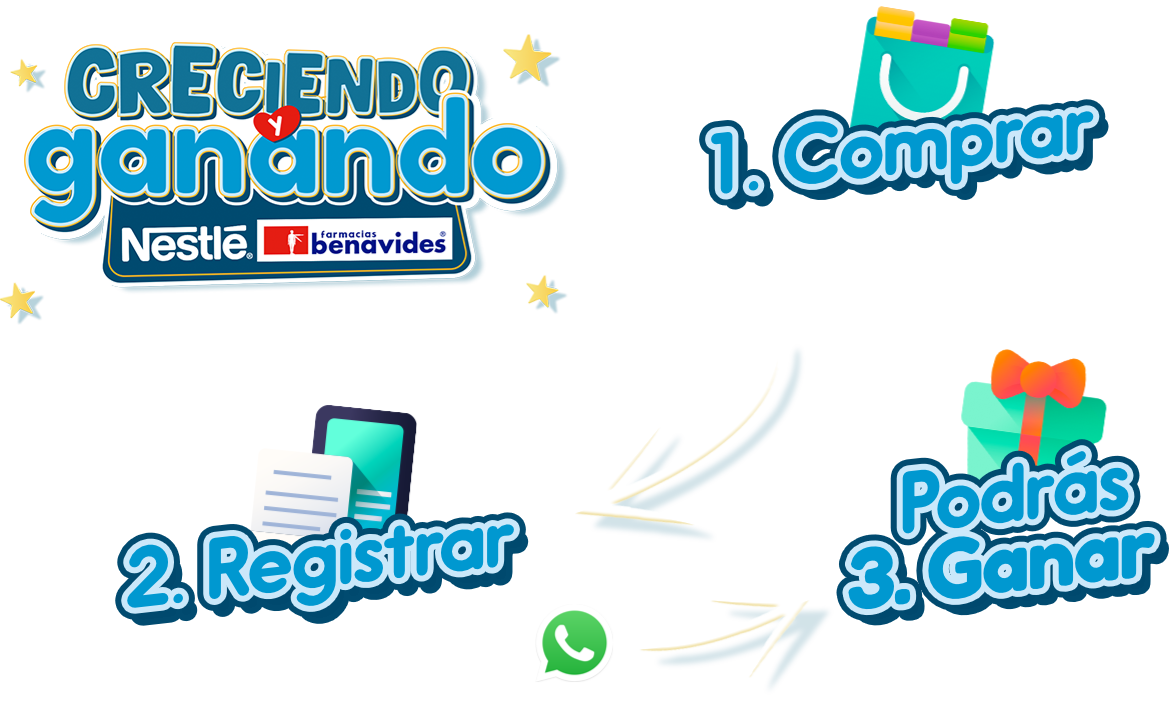 CRECIENDO
y
ganando
Nestlé®
farmacias
benavides®
1. Comprar
2. Registrar
Podrás
3. Ganar